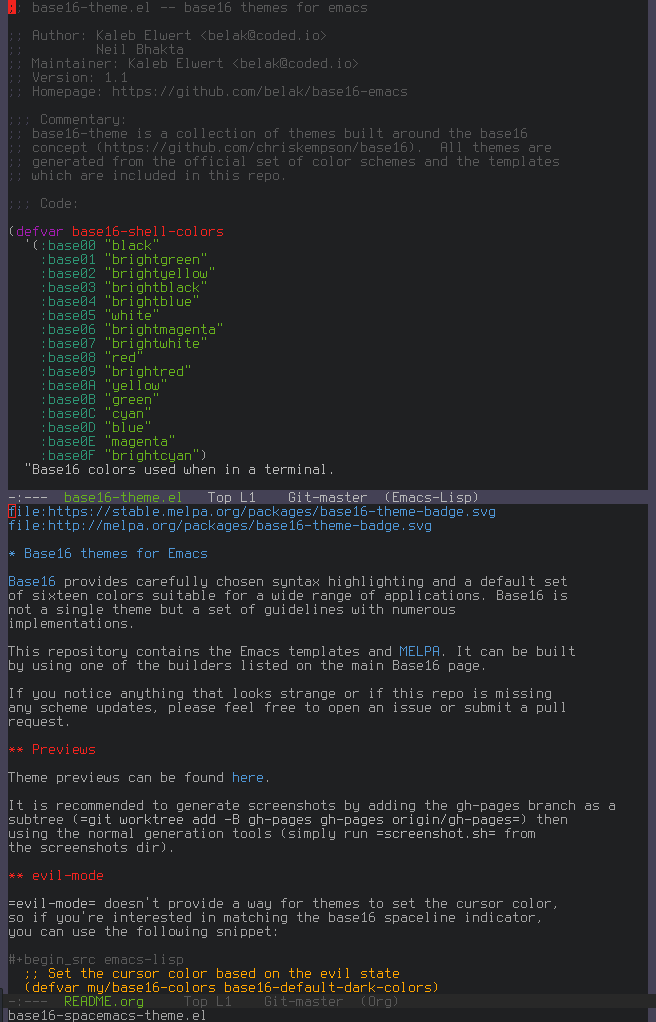 ;; base16-theme.el -- base16 themes for emacs
;; Author: Kaleb Elwert <belak@coded.io>
;;         Neil Bhakta
;; Maintainer: Kaleb Elwert <belak@coded.io>
;; Version: 1.1
;; Homepage: https://github.com/belak/base16-emacs
;;; Commentary:
;; base16-theme is a collection of themes built around the base16
;; concept (https://github.com/chriskempson/base16).  All themes are
;; generated from the official set of color schemes and the templates
;; which are included in this repo.
;;; Code:
(defvar base16-shell-colors
  '(:base00 "black"
    :base01 "brightgreen"
    :base02 "brightyellow"
    :base03 "brightblack"
    :base04 "brightblue"
    :base05 "white"
    :base06 "brightmagenta"
    :base07 "brightwhite"
    :base08 "red"
    :base09 "brightred"
    :base0A "yellow"
    :base0B "green"
    :base0C "cyan"
    :base0D "blue"
    :base0E "magenta"
    :base0F "brightcyan")
  "Base16 colors used when in a terminal.
-:---  base16-theme.el   Top L1    Git-master  (Emacs-Lisp)
file:https://stable.melpa.org/packages/base16-theme-badge.svg
file:http://melpa.org/packages/base16-theme-badge.svg
* Base16 themes for Emacs
Base16 provides carefully chosen syntax highlighting and a default set
of sixteen colors suitable for a wide range of applications. Base16 is
not a single theme but a set of guidelines with numerous
implementations.
This repository contains the Emacs templates and MELPA. It can be built
by using one of the builders listed on the main Base16 page.
If you notice anything that looks strange or if this repo is missing
any scheme updates, please feel free to open an issue or submit a pull
request.
** Previews
Theme previews can be found here.
It is recommended to generate screenshots by adding the gh-pages branch as a
subtree (=git worktree add -B gh-pages gh-pages origin/gh-pages=) then
using the normal generation tools (simply run =screenshot.sh= from
the screenshots dir).
** evil-mode
=evil-mode= doesn't provide a way for themes to set the cursor color,
so if you're interested in matching the base16 spaceline indicator,
you can use the following snippet:
#+begin_src emacs-lisp
  ;; Set the cursor color based on the evil state
  (defvar my/base16-colors base16-default-dark-colors)
-:---  README.org     Top L1    Git-master  (Org)
base16-spacemacs-theme.el